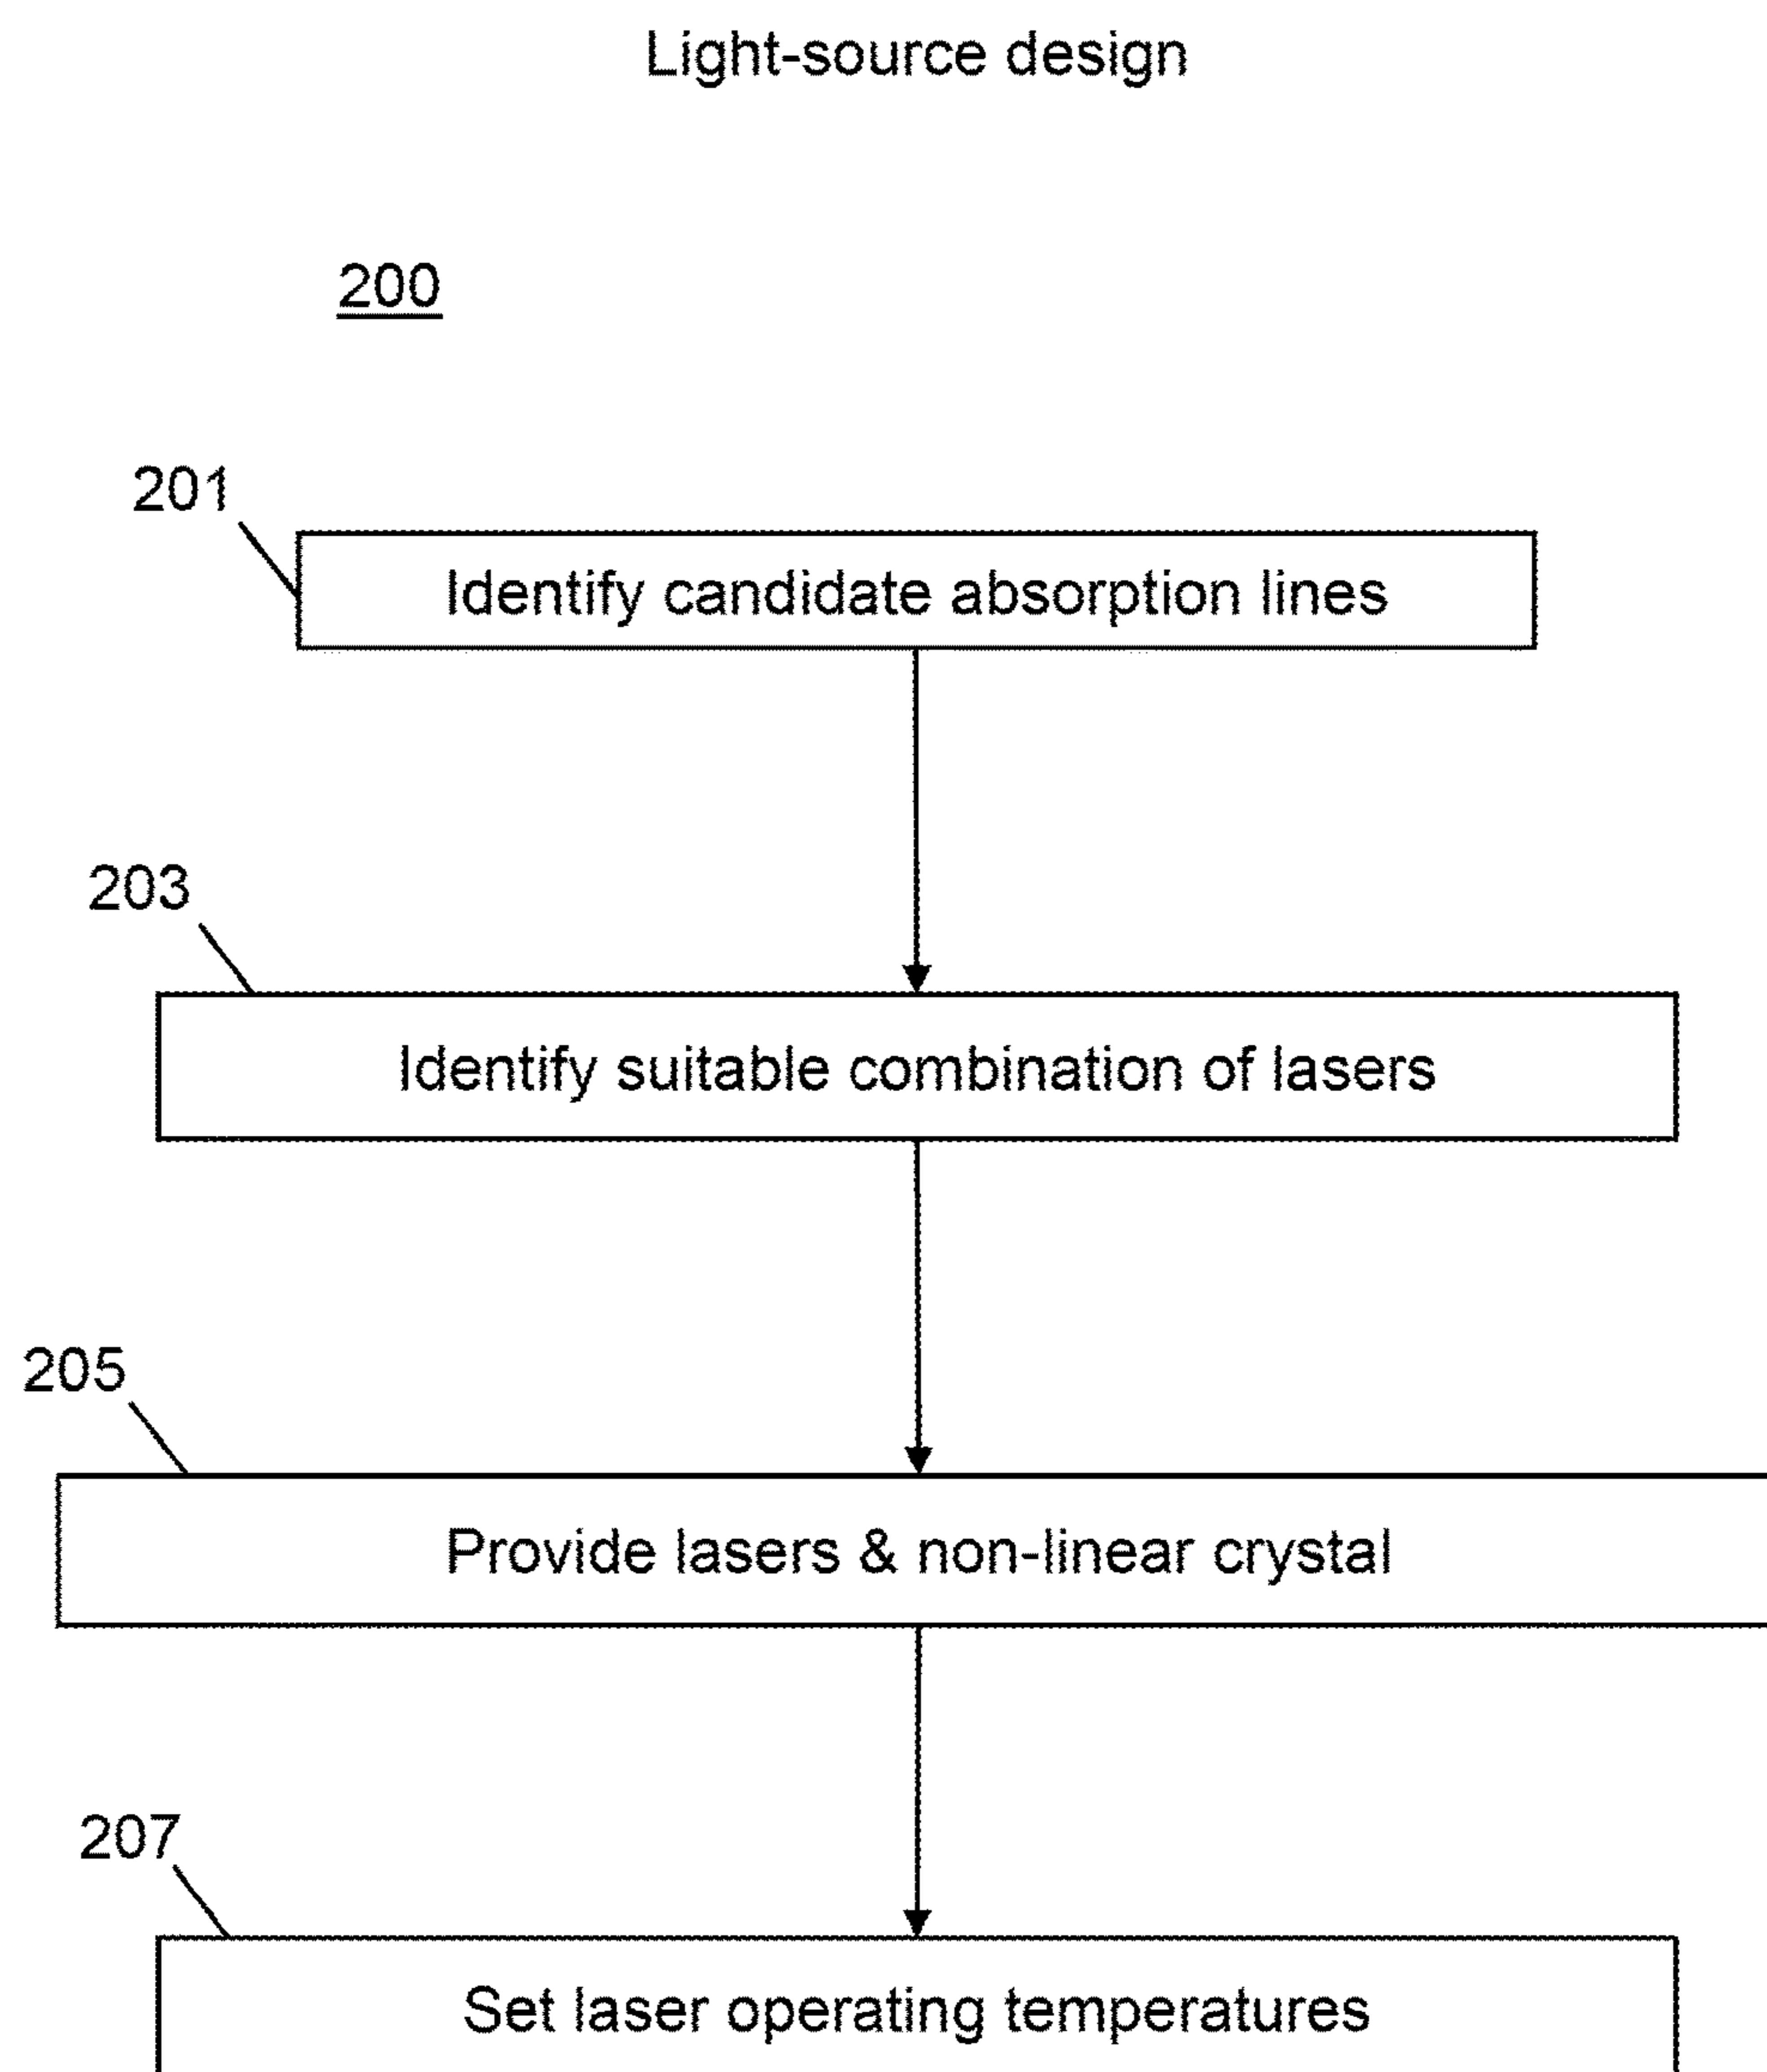 Light-source design
200
201
Identify candidate absorption lines
203
Identify suitable combination of lasers
205
Provide lasers & non-linear crystal
207
Set laser operating temperatures